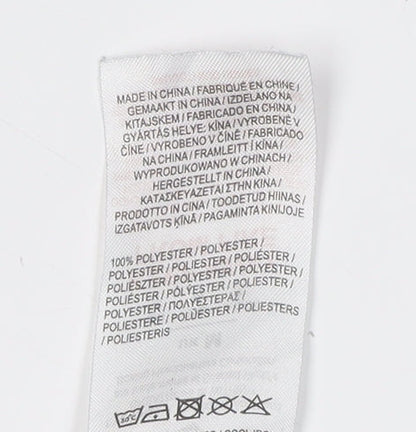 MADE IN CHINA / FABRIQUÉ EN CHINE /
GEMAAKT IN CHINA / IZDELANO NA
KITAJSKEM / FABRICADO EN CHINA /
GYÁRTÁS HELYE: KÍNA / VYROBENÉ V
ČÍNE / VYROBENO V ČÍNĚ / FABRICADO
NA CHINA / FRAMLEITT Í KÍNA /
WYPRODUKOWANO W CHINACH /
HERGESTELLT IN CHINA /
ΚΑΤΑΣΚΕΥΑΖΕΤΑΙ ΣΤΗΝ ΚΙΝΑ /
PRODOTTO IN CINA / TOODETUD HIINAS /
IZGATAVOTS ĶĪNĀ / PAGAMINTA KINIJOJE
100% POLYESTER / POLYESTER /
POLYESTER / POLIESTER / POLIÉSTER /
POLIÉSZTER / POLYESTER / POLYESTER /
POLIÉSTER / PÓLÝESTER / POLIESTER /
POLYESTER / ΠΟΛΥΕΣΤΕΡΑΣ /
POLIESTERE / POLÜESTER / POLIESTERS
/ POLIESTERIS
30°C